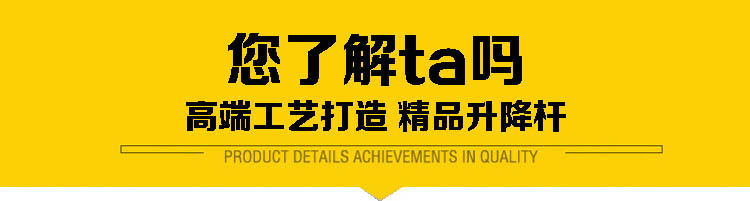 您了解ta吗
高端工艺打造 精品升降杆
PRODUCT DETAILS ACHIEVEMENTS IN QUALITY